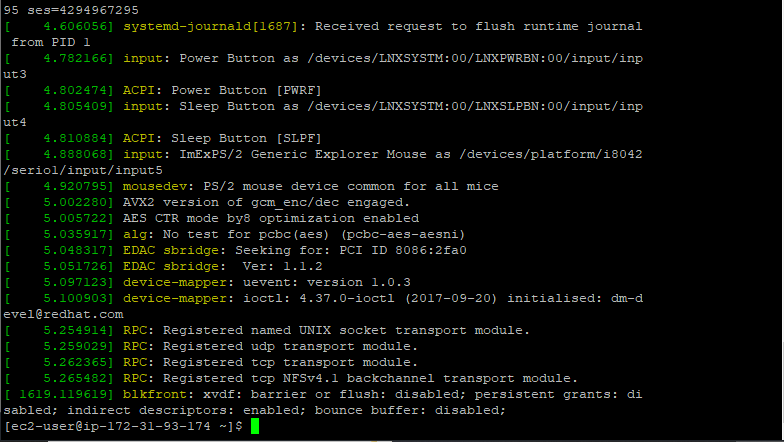 95 ses=4294967295
[    4.606056] systemd-journald[1687]: Received request to flush runtime journal
 from PID 1
[    4.782166] input: Power Button as /devices/LNXSYSTM:00/LNXPWRBN:00/input/inp
ut3
[    4.802474] ACPI: Power Button [PWRF]
[    4.805409] input: Sleep Button as /devices/LNXSYSTM:00/LNXSLPBN:00/input/inp
ut4
[    4.810884] ACPI: Sleep Button [SLPF]
[    4.888068] input: ImExPS/2 Generic Explorer Mouse as /devices/platform/i8042
/serio1/input/input5
[    4.920795] mousedev: PS/2 mouse device common for all mice
[    5.002280] AVX2 version of gcm_enc/dec engaged.
[    5.005722] AES CTR mode by8 optimization enabled
[    5.035917] alg: No test for pcbc(aes) (pcbc-aes-aesni)
[    5.048317] EDAC sbridge: Seeking for: PCI ID 8086:2fa0
[    5.051726] EDAC sbridge:  Ver: 1.1.2
[    5.097123] device-mapper: uevent: version 1.0.3
[    5.100903] device-mapper: ioctl: 4.37.0-ioctl (2017-09-20) initialised: dm-d
evel@redhat.com
[    5.254914] RPC: Registered named UNIX socket transport module.
[    5.259029] RPC: Registered udp transport module.
[    5.262365] RPC: Registered tcp transport module.
[    5.265482] RPC: Registered tcp NFSv4.1 backchannel transport module.
[ 1619.119619] blkfront: xvdf: barrier or flush: disabled; persistent grants: di
sabled; indirect descriptors: enabled; bounce buffer: disabled;
[ec2-user@ip-172-31-93-174 ~]$